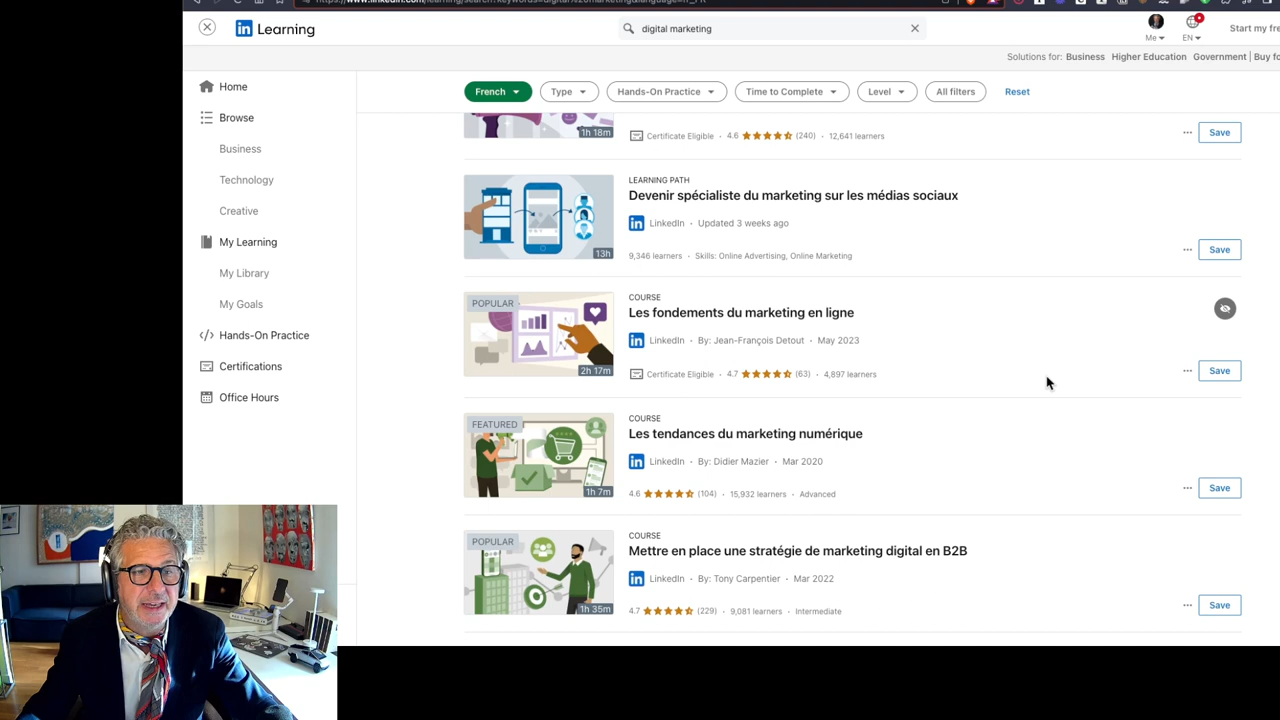 Learning
digital marketing
Me
EN
Start my fre
Solutions for: Business Higher Education Government | Buy fo
Home
Browse
Business
Technology
Creative
My Learning
My Library
My Goals
Hands-On Practice
Certifications
Office Hours
French Type Hands-On Practice Time to Complete Level All filters Reset
1h 18m
Certificate Eligible · 4.6 (240) · 12,641 learners
Save
LEARNING PATH
Devenir spécialiste du marketing sur les médias sociaux
LinkedIn · Updated 3 weeks ago
13h
9,346 learners · Skills: Online Advertising, Online Marketing
Save
POPULAR
COURSE
Les fondements du marketing en ligne
LinkedIn · By: Jean-François Detout · May 2023
2h 17m
Certificate Eligible · 4.7 (63) · 4,897 learners
Save
FEATURED
COURSE
Les tendances du marketing numérique
LinkedIn · By: Didier Mazier · Mar 2020
1h 7m
4.6 (104) · 15,932 learners · Advanced
Save
POPULAR
COURSE
Mettre en place une stratégie de marketing digital en B2B
LinkedIn · By: Tony Carpentier · Mar 2022
1h 35m
4.7 (229) · 9,081 learners · Intermediate
Save